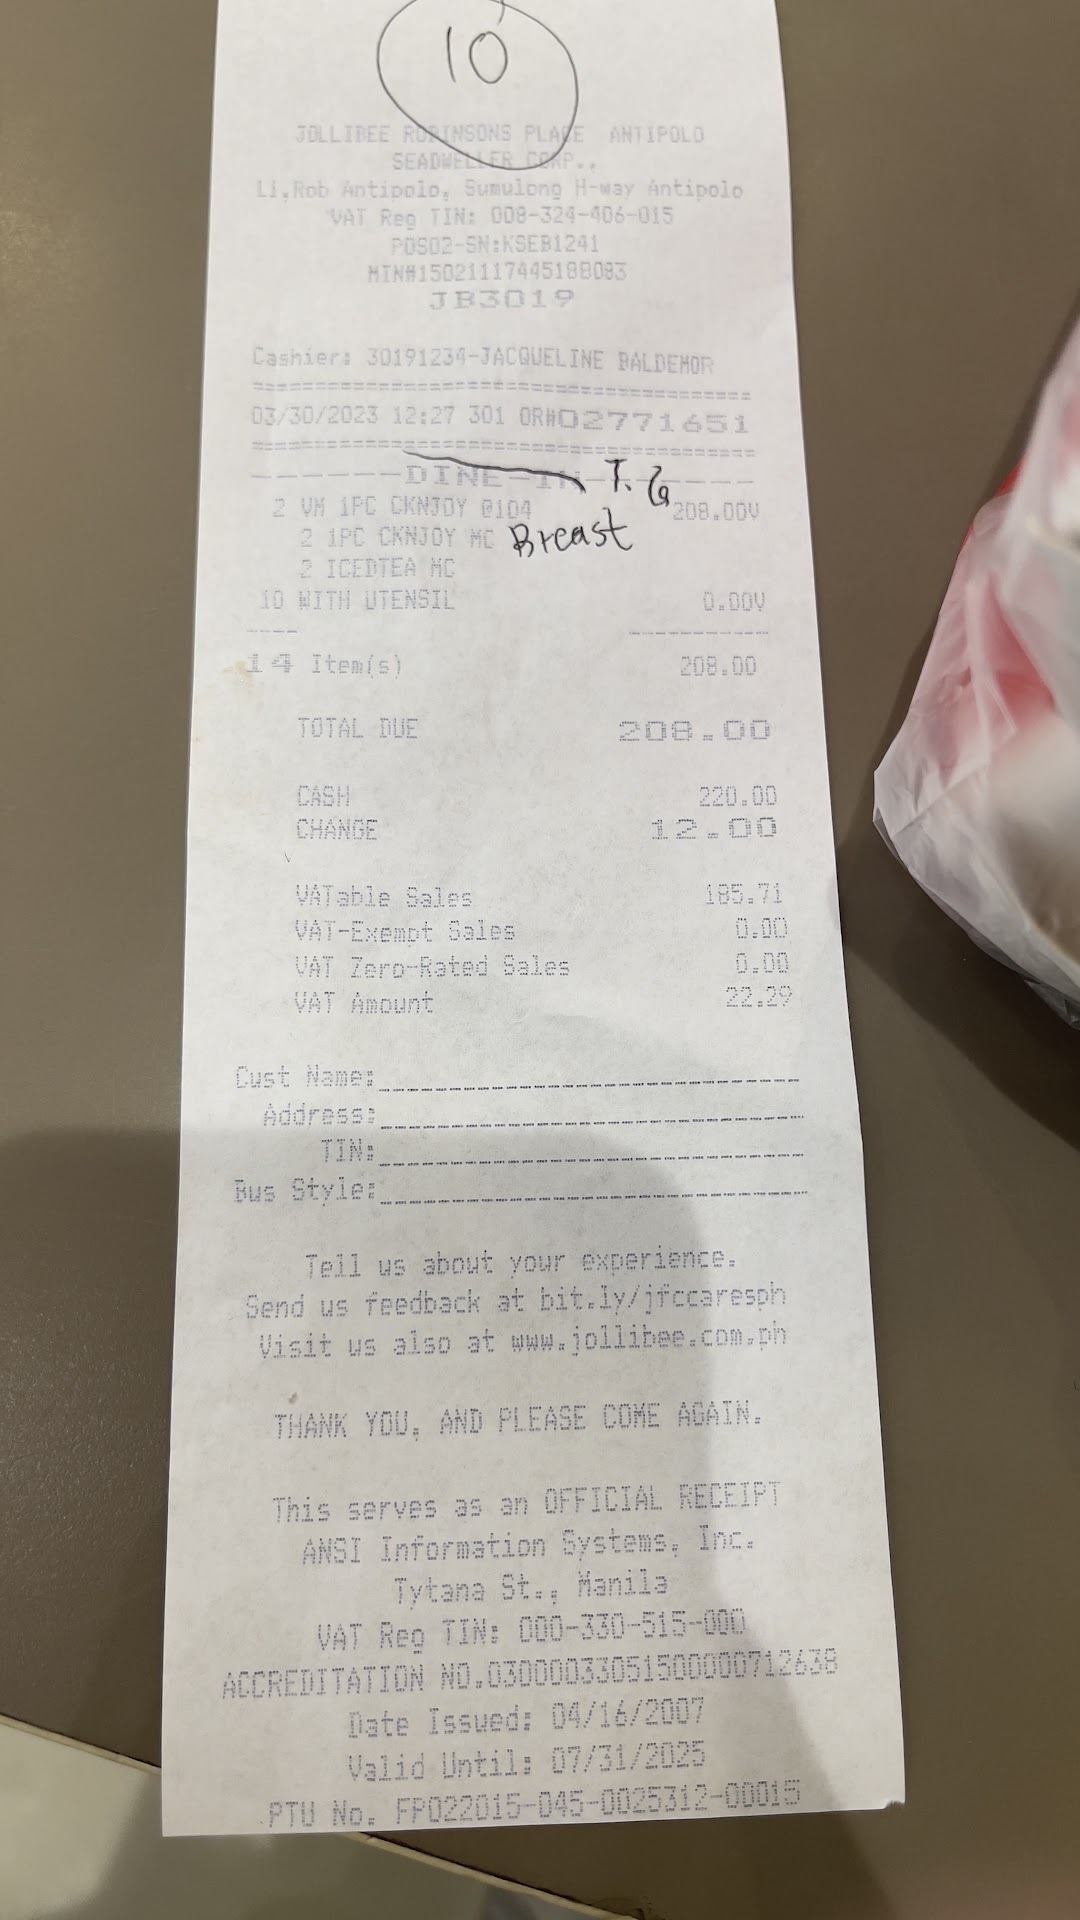 10
JOLLIBEE ROBINSONS PLACE ANTIPOLO
SEADWELLER CORP.,
L1,Rob Antipolo, Sumulong H-way Antipolo
VAT Reg TIN: 008-324-406-015
POS02-SN:KSEB1241
MIN#15021117445188083
JB3019
Cashier: 30191234-JACQUELINE BALDEMOR
03/30/2023 12:27 301 OR#02771651
DINE-IN T.G
2 VM 1PC CKNJOY @104 208.00V
2 1PC CKNJOY MC Breast
2 ICEDTEA MC
10 WITH UTENSIL 0.00V
14 Item(s) 208.00
TOTAL DUE 208.00
CASH 220.00
CHANGE 12.00
VATable Sales 185.71
VAT-Exempt Sales 0.00
VAT Zero-Rated Sales 0.00
VAT Amount 22.29
Cust Name:
Address:
TIN:
Bus Style:
Tell us about your experience.
Send us feedback at bit.ly/jfccaresph
Visit us also at www.jollibee.com.ph
THANK YOU, AND PLEASE COME AGAIN.
This serves as an OFFICIAL RECEIPT
ANSI Information Systems, Inc.
Tytana St., Manila
VAT Reg TIN: 000-330-515-000
ACCREDITATION NO.030000330515000000712638
Date Issued: 04/16/2007
Valid Until: 07/31/2025
PTU No. FP022015-045-0025312-00015